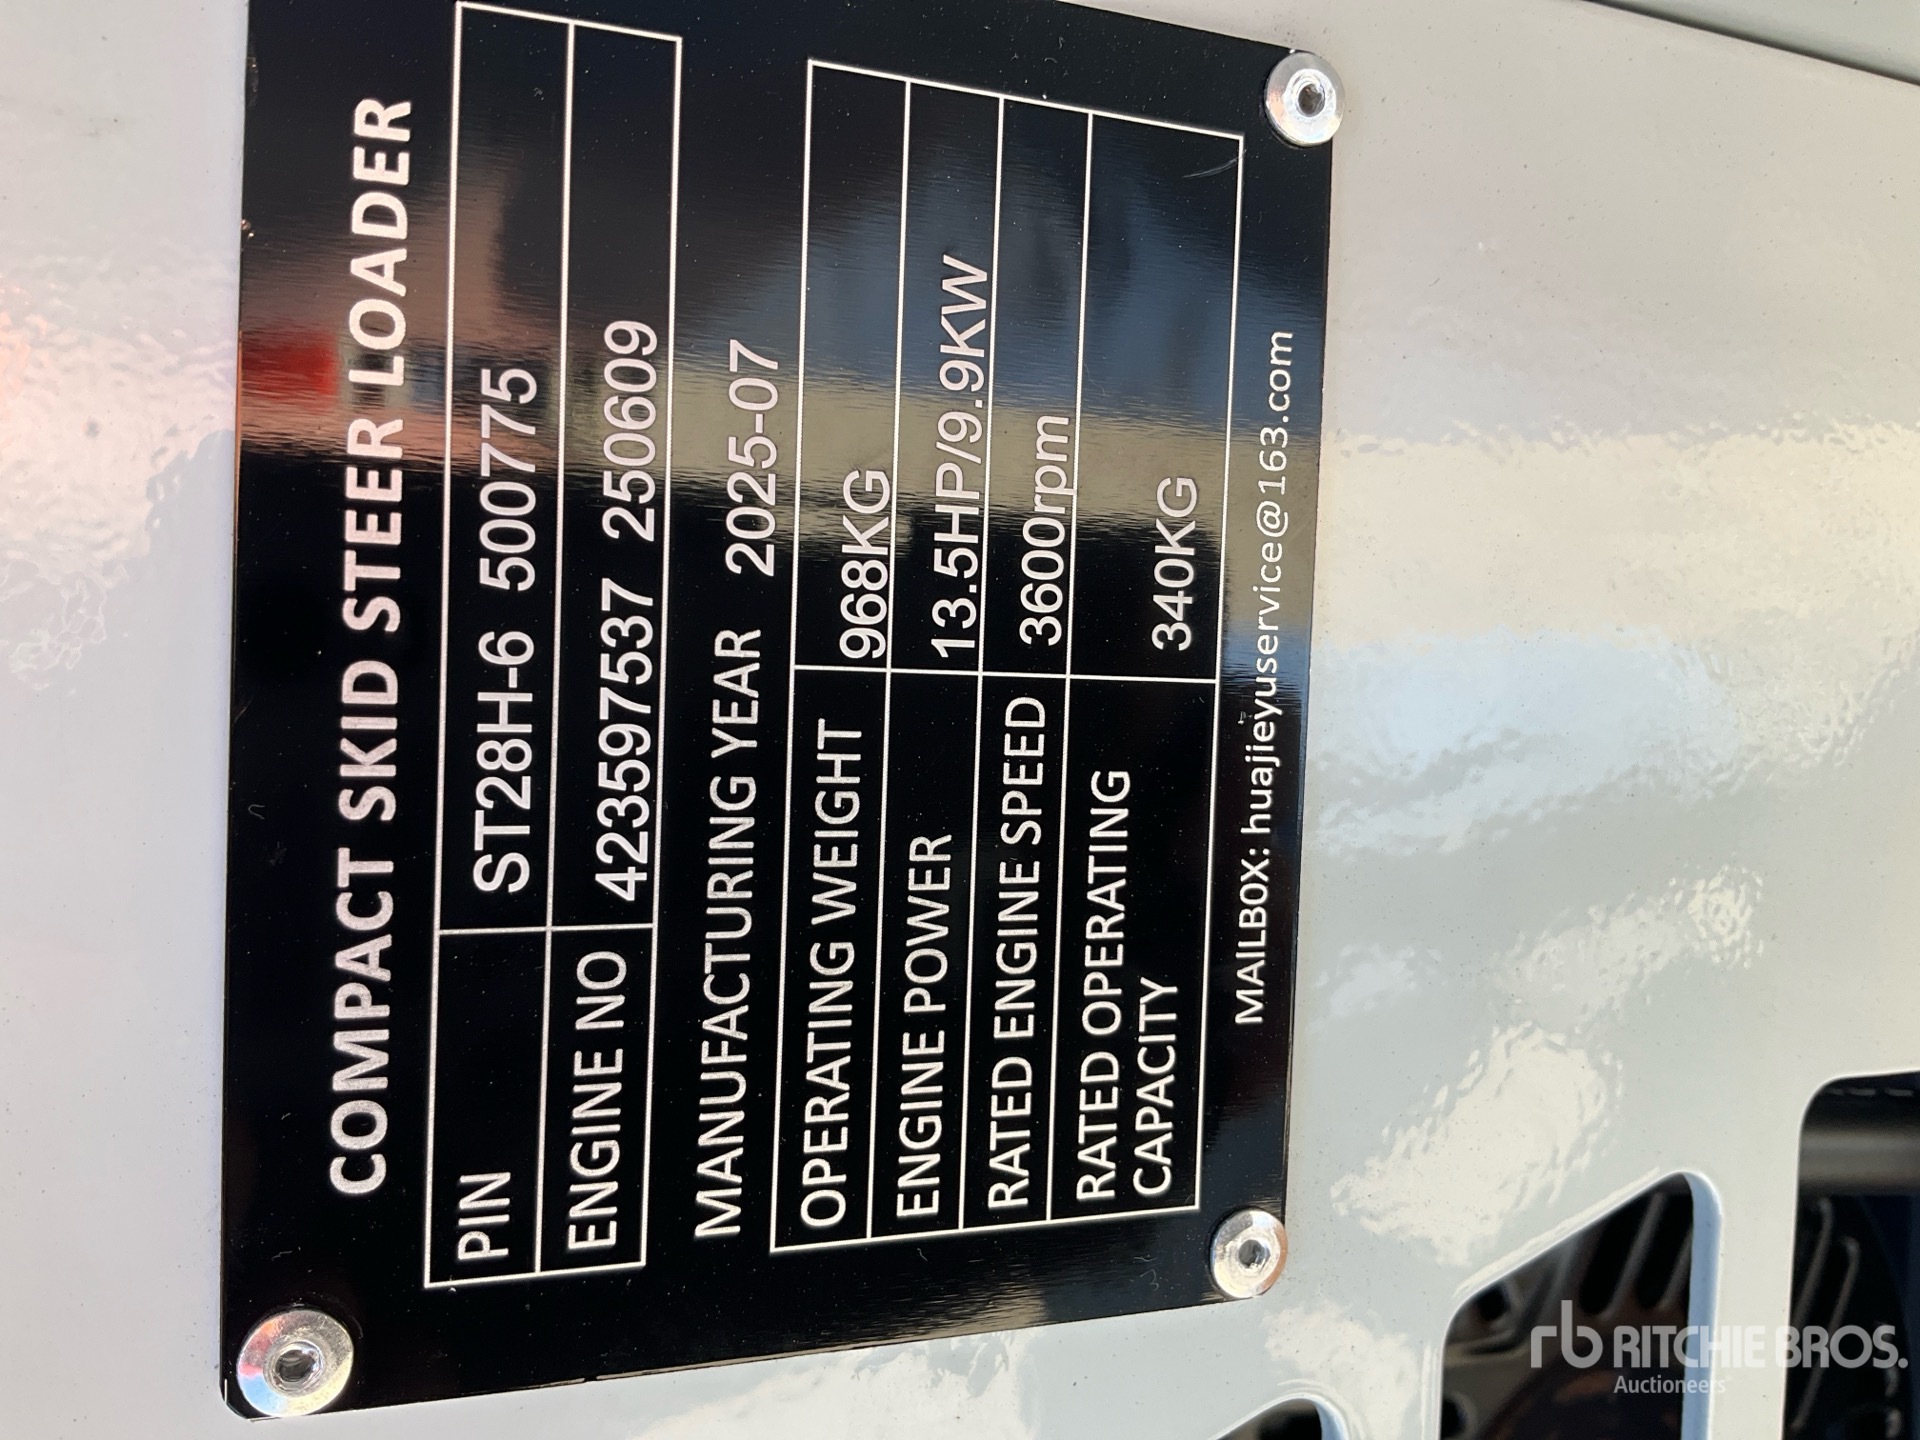 COMPACT SKID STEER LOADER
PIN ST28H-6 500775
ENGINE NO 423597537 250609
MANUFACTURING YEAR 2025-07
OPERATING WEIGHT 968KG
ENGINE POWER 13.5HP/9.9KW
RATED ENGINE SPEED 3600rpm
RATED OPERATING
CAPACITY 340KG
MAILBOX: huajieyuservice@163.com
rb RITCHIE BROS.
Auctioneers